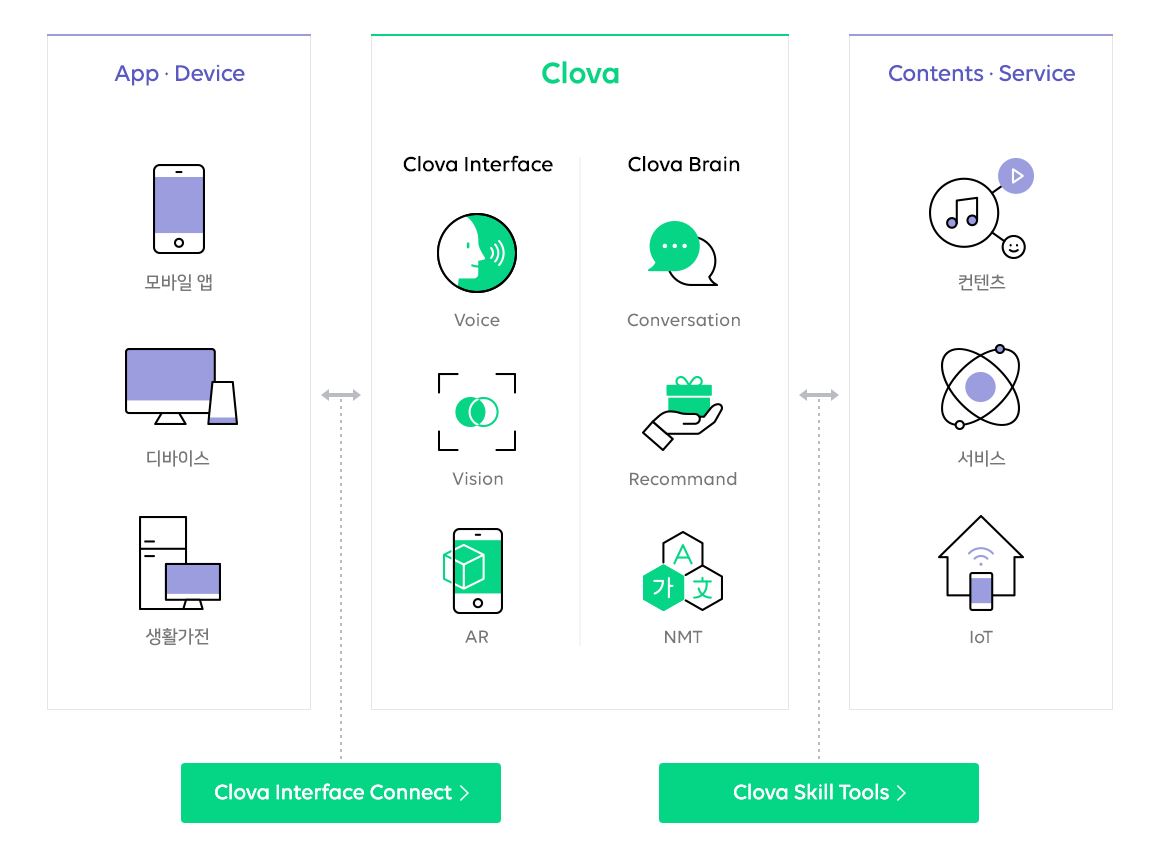 App · Device
모바일 앱
디바이스
생활가전
Clova
Clova Interface
Voice
Vision
AR
Clova Brain
Conversation
Recommand
A
가
文
NMT
Contents · Service
컨텐츠
서비스
IoT
Clova Interface Connect >
Clova Skill Tools >